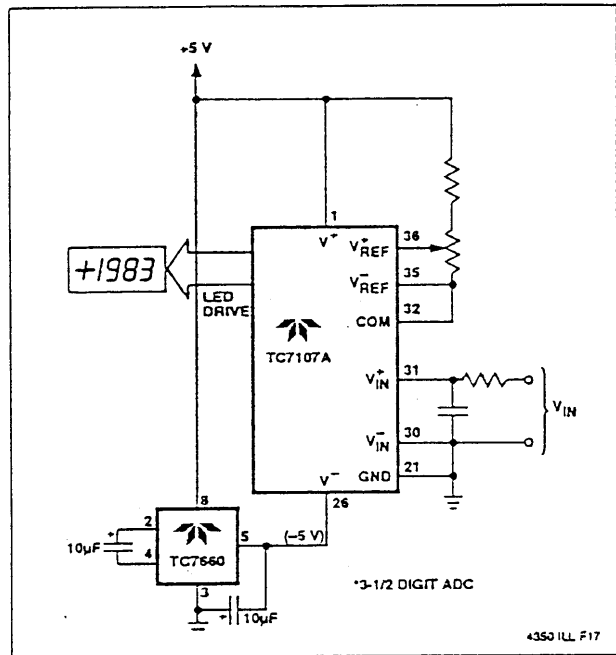 +5 V
1
V+
V+ REF
36
V− REF
35
COM
32
+1983
LED
DRIVE
TC7107A
V+ IN
31
VIN
V− IN
30
GND
21
V−
26
8
2
+
10µF
4
TC7660
5
(−5 V)
3
+
10µF
*3-1/2 DIGIT ADC
4350 ILL F17